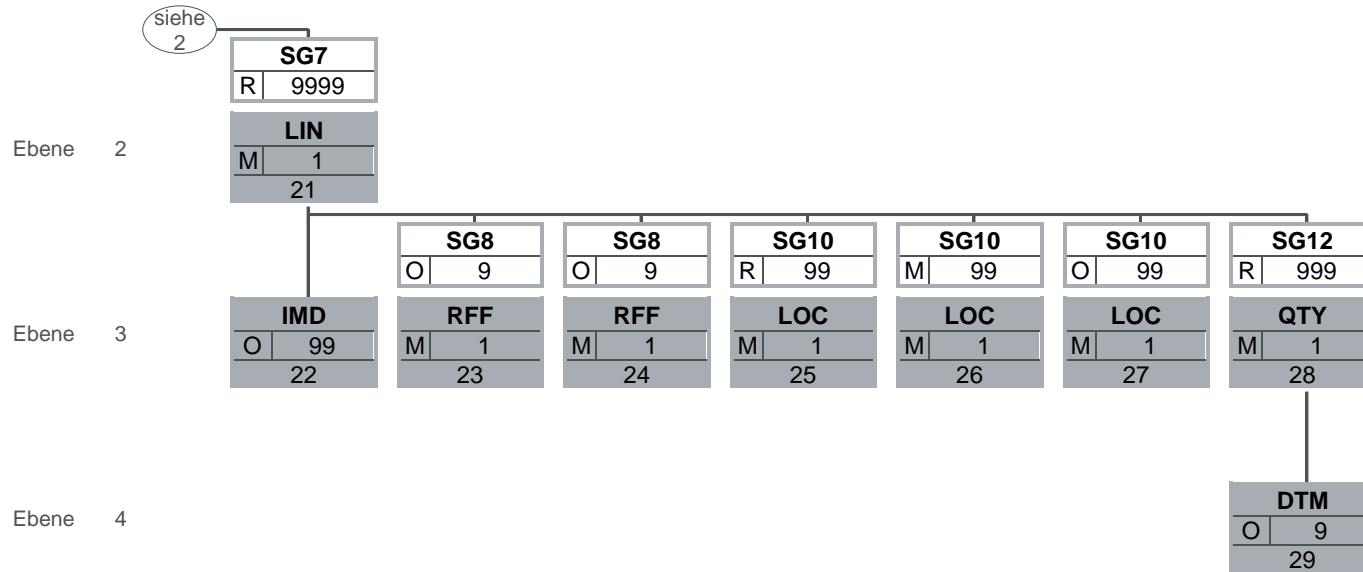 siehe
2
SG7
R 9999
LIN
Ebene 2
M 1
21
SG8 SG8 SG10 SG10 SG10 SG12
O 9 O 9 R 99 M 99 O 99 R 999
IMD RFF RFF LOC LOC LOC QTY
Ebene 3
O 99 M 1 M 1 M 1 M 1 M 1 M 1
22 23 24 25 26 27 28
DTM
Ebene 4
O 9
29